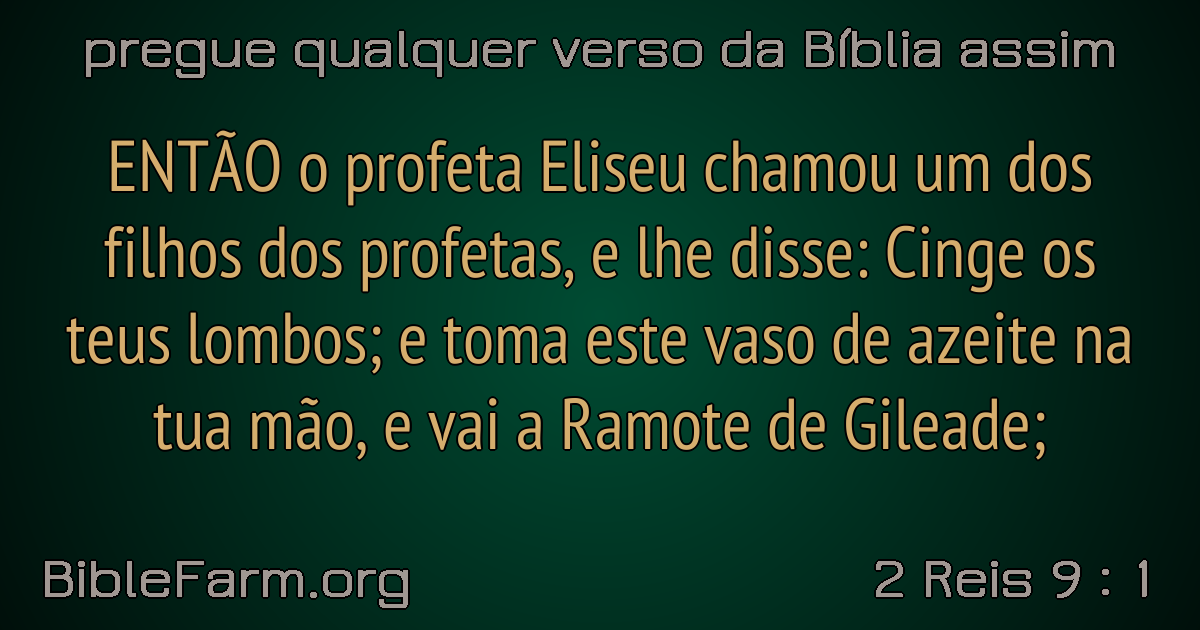 pregue qualquer verso da Bíblia assim
ENTÃO o profeta Eliseu chamou um dos
filhos dos profetas, e lhe disse: Cinge os
teus lombos; e toma este vaso de azeite na
tua mão, e vai a Ramote de Gileade;
BibleFarm.org
2 Reis 9 : 1